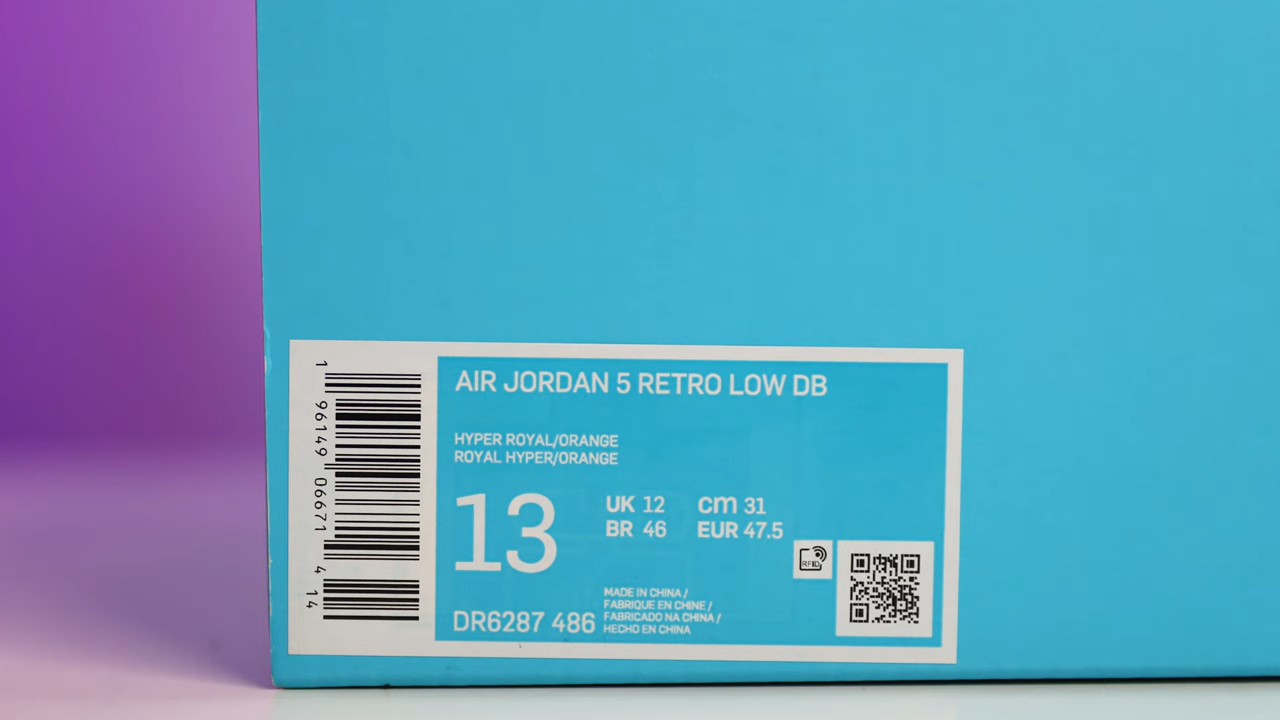 1 96149 06671 4 14
AIR JORDAN 5 RETRO LOW DB
HYPER ROYAL/ORANGE
ROYAL HYPER/ORANGE
13
UK 12 cm 31
BR 46 EUR 47.5
RFID
MADE IN CHINA /
FABRIQUE EN CHINE /
FABRICADO NA CHINA /
HECHO EN CHINA
DR6287 486